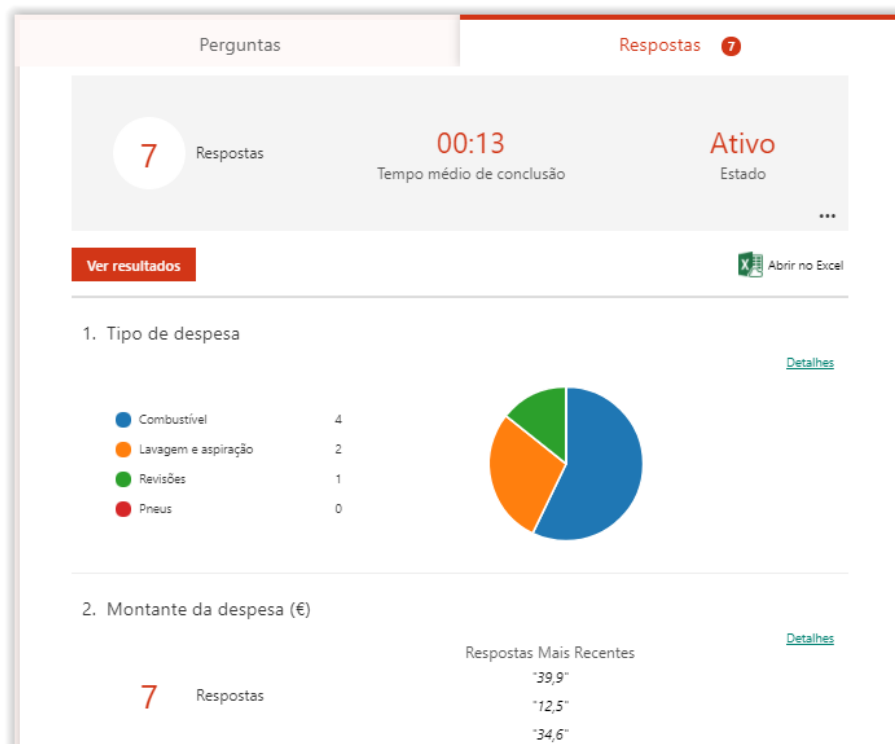 Perguntas
Respostas 7
7 Respostas
00:13
Tempo médio de conclusão
Ativo
Estado
...
Ver resultados
Abrir no Excel
1. Tipo de despesa
Detalhes
Combustível 4
Lavagem e aspiração 2
Revisões 1
Pneus 0
2. Montante da despesa (€)
Detalhes
7 Respostas
Respostas Mais Recentes
"39,9"
"12,5"
"34,6"